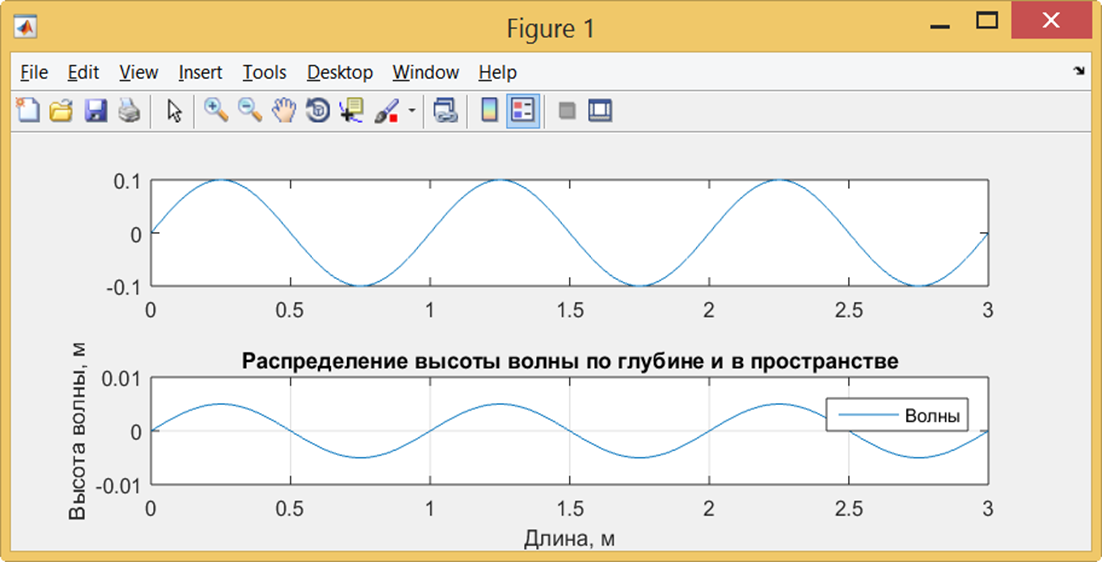 Figure 1
File Edit View Insert Tools Desktop Window Help
0.1
0
-0.1
0 0.5 1 1.5 2 2.5 3
Распределение высоты волны по глубине и в пространстве
Высота волны, м
0.01
0
-0.01
Волны
0 0.5 1 1.5 2 2.5 3
Длина, м